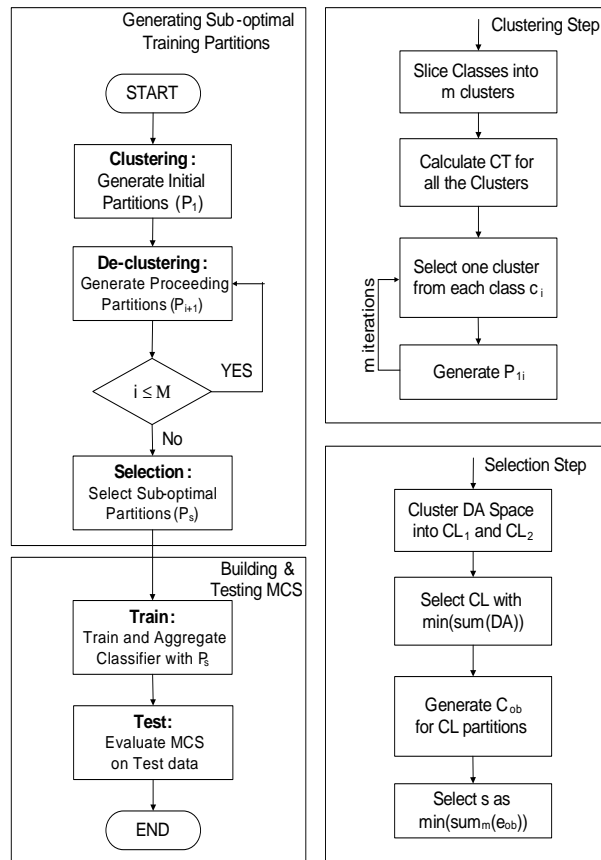 Generating Sub-optimal
Training Partitions
START
Clustering:
Generate Initial
Partitions (P₁)
De-clustering:
Generate Proceeding
Partitions (Pᵢ₊₁)
i ≤ M
YES
No
Selection:
Select Sub-optimal
Partitions (Pₛ)
Building &
Testing MCS
Train:
Train and Aggregate
Classifier with Pₛ
Test:
Evaluate MCS
on Test data
END
Clustering Step
Slice Classes into
m clusters
Calculate CT for
all the Clusters
Select one cluster
from each class cᵢ
m iterations
Generate P₁ᵢ
Selection Step
Cluster DA Space
into CL₁ and CL₂
Select CL with
min(sum(DA))
Generate C_ob
for CL partitions
Select s as
min(sumₘ(e_ob))